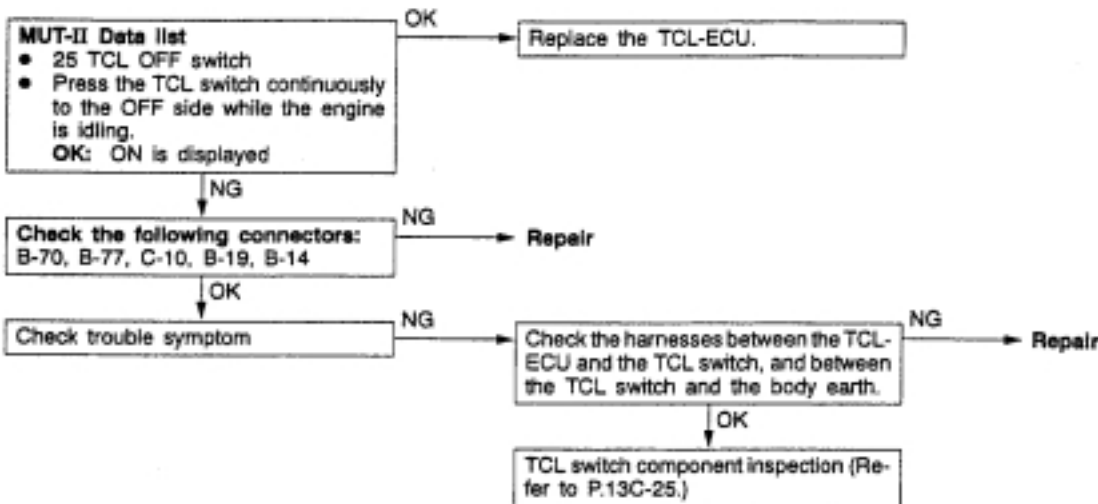 OK
MUT-II Data list
● 25 TCL OFF switch
● Press the TCL switch continuously
to the OFF side while the engine
is idling.
OK: ON is displayed
Replace the TCL-ECU.
NG
Check the following connectors:
B-70, B-77, C-10, B-19, B-14
NG
Repair
OK
Check trouble symptom
NG
Check the harnesses between the TCL-
ECU and the TCL switch, and between
the TCL switch and the body earth.
NG
Repair
OK
TCL switch component inspection (Re-
fer to P.13C-25.)